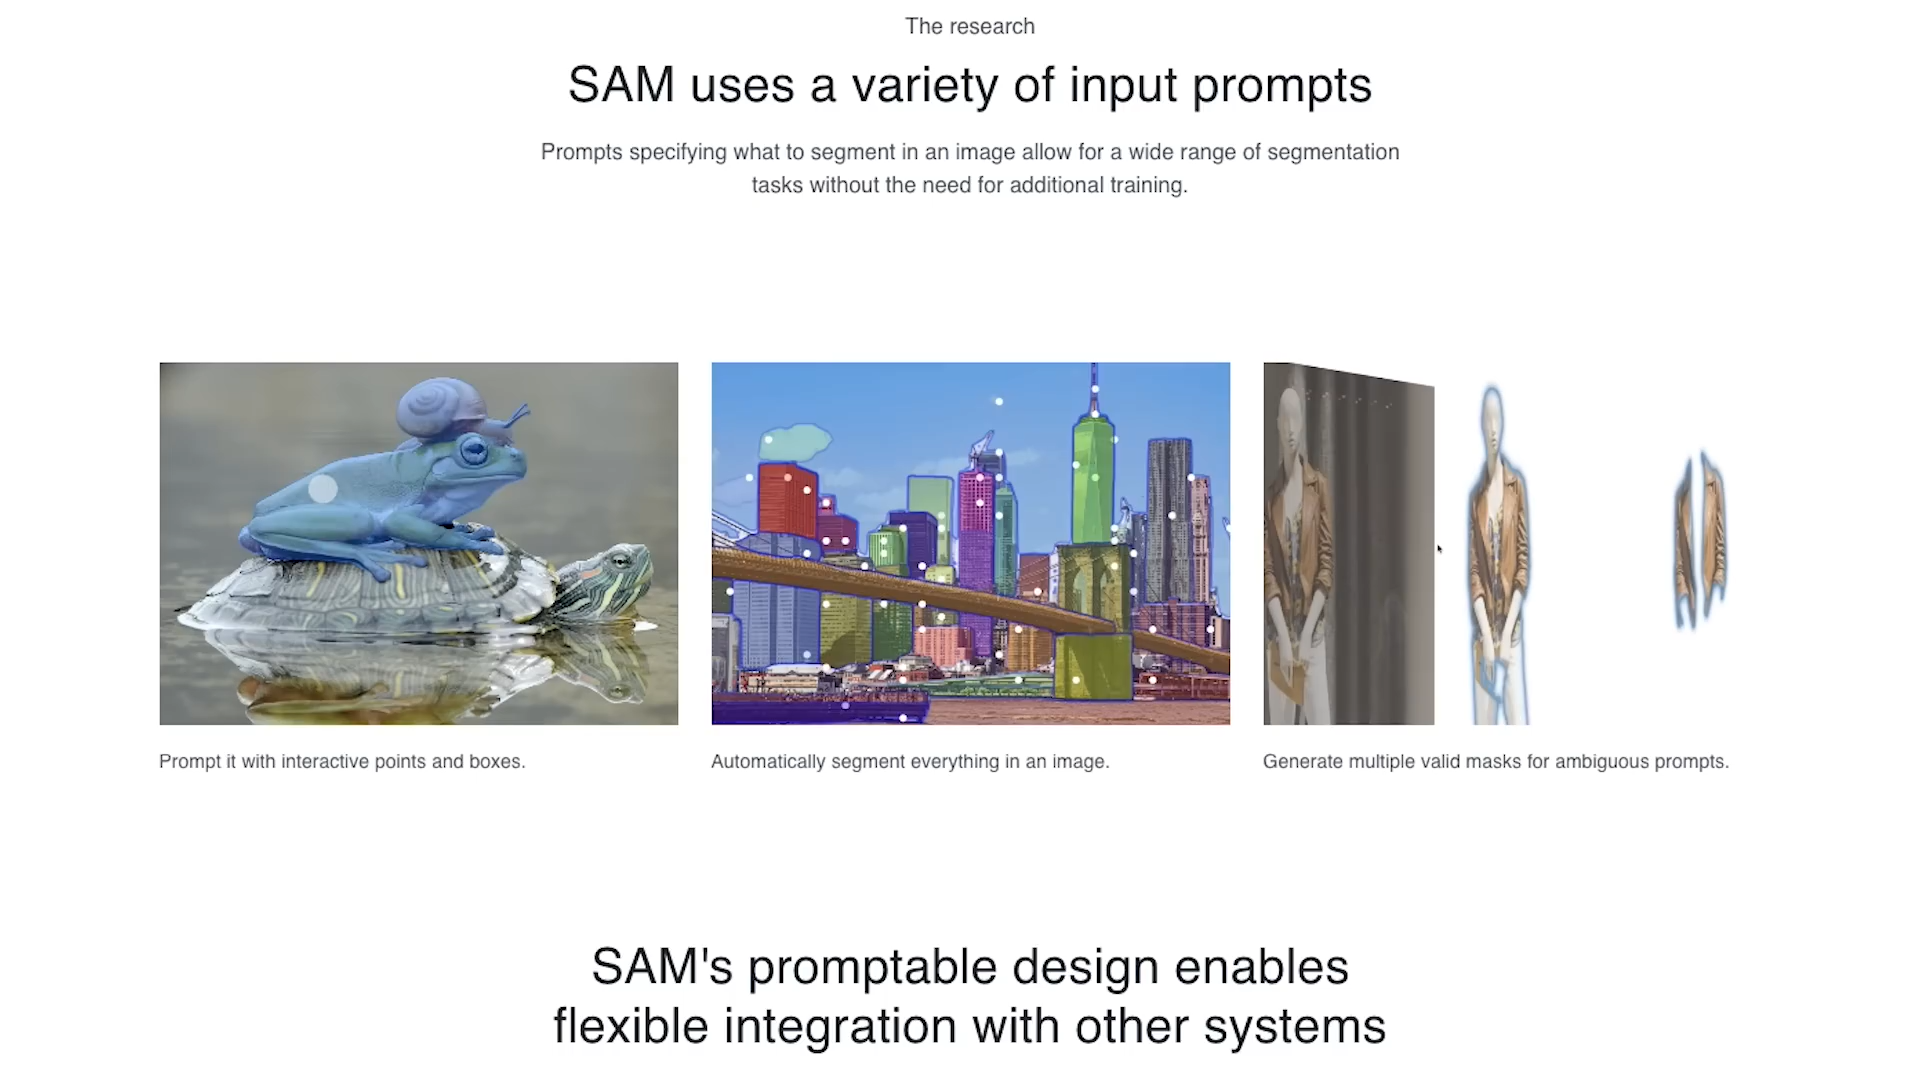 The research
SAM uses a variety of input prompts
Prompts specifying what to segment in an image allow for a wide range of segmentation
tasks without the need for additional training.
Prompt it with interactive points and boxes.
Automatically segment everything in an image.
Generate multiple valid masks for ambiguous prompts.
SAM's promptable design enables
flexible integration with other systems